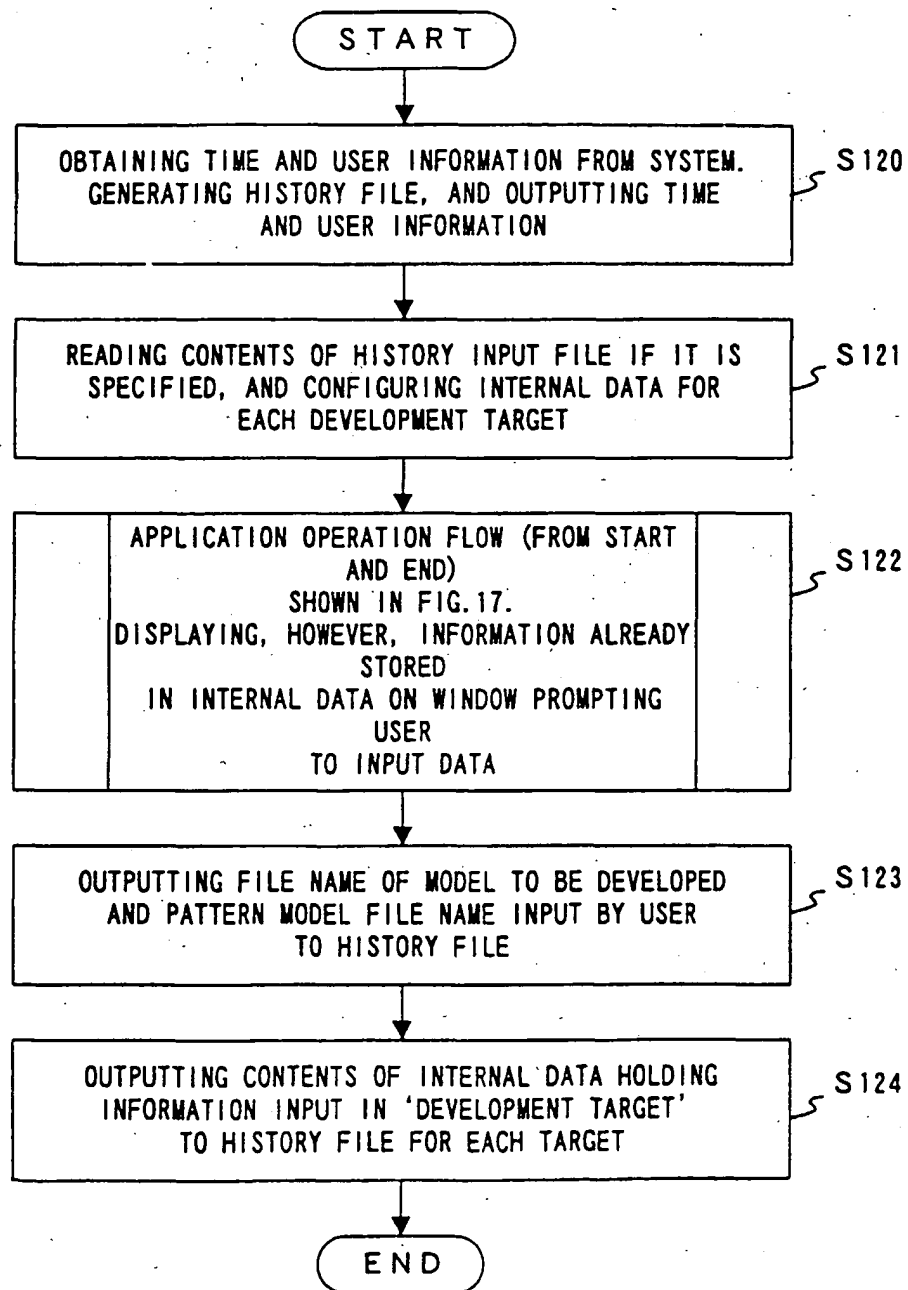 START
OBTAINING TIME AND USER INFORMATION FROM SYSTEM.
GENERATING HISTORY FILE, AND OUTPUTTING TIME
AND USER INFORMATION
S120
READING CONTENTS OF HISTORY INPUT FILE IF IT IS
SPECIFIED, AND CONFIGURING INTERNAL DATA FOR
EACH DEVELOPMENT TARGET
S121
APPLICATION OPERATION FLOW (FROM START
AND END)
SHOWN IN FIG.17.
DISPLAYING, HOWEVER, INFORMATION ALREADY
STORED
IN INTERNAL DATA ON WINDOW PROMPTING
USER
TO INPUT DATA
S122
OUTPUTTING FILE NAME OF MODEL TO BE DEVELOPED
AND PATTERN MODEL FILE NAME INPUT BY USER
TO HISTORY FILE
S123
OUTPUTTING CONTENTS OF INTERNAL DATA HOLDING
INFORMATION INPUT IN ‘DEVELOPMENT TARGET’
TO HISTORY FILE FOR EACH TARGET
S124
END